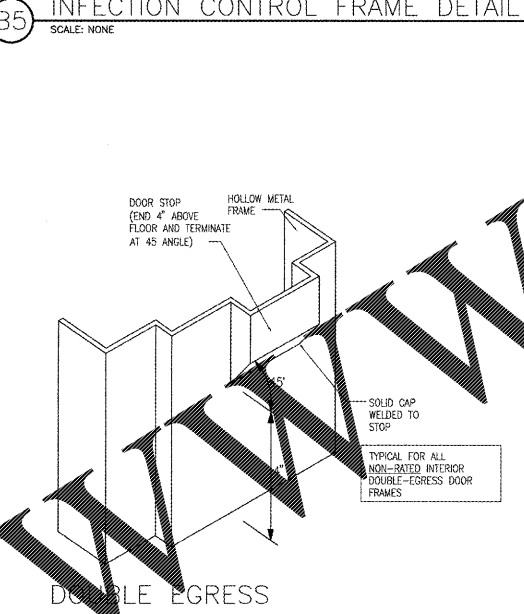 35
INFECTION CONTROL FRAME DETAIL
SCALE: NONE
DOOR STOP
(END 4" ABOVE
FLOOR AND TERMINATE
AT 45 ANGLE)
HOLLOW METAL
FRAME
45°
4"
SOLID CAP
WELDED TO
STOP
TYPICAL FOR ALL
NON-RATED INTERIOR
DOUBLE-EGRESS DOOR
FRAMES
DOUBLE EGRESS
WWWW